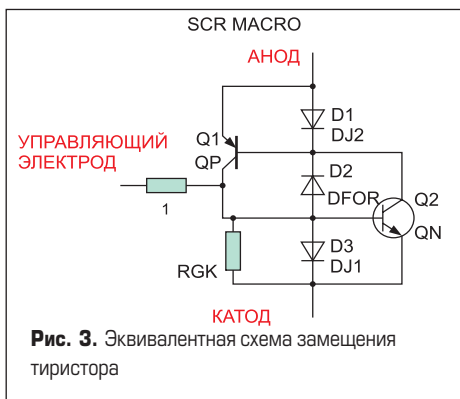 SCR MACRO
АНОД
D1
DJ2
Q1
QP
УПРАВЛЯЮЩИЙ
ЭЛЕКТРОД
D2
DFOR
Q2
QN
1
RGK
D3
DJ1
КАТОД
Рис. 3. Эквивалентная схема замещения
тиристора